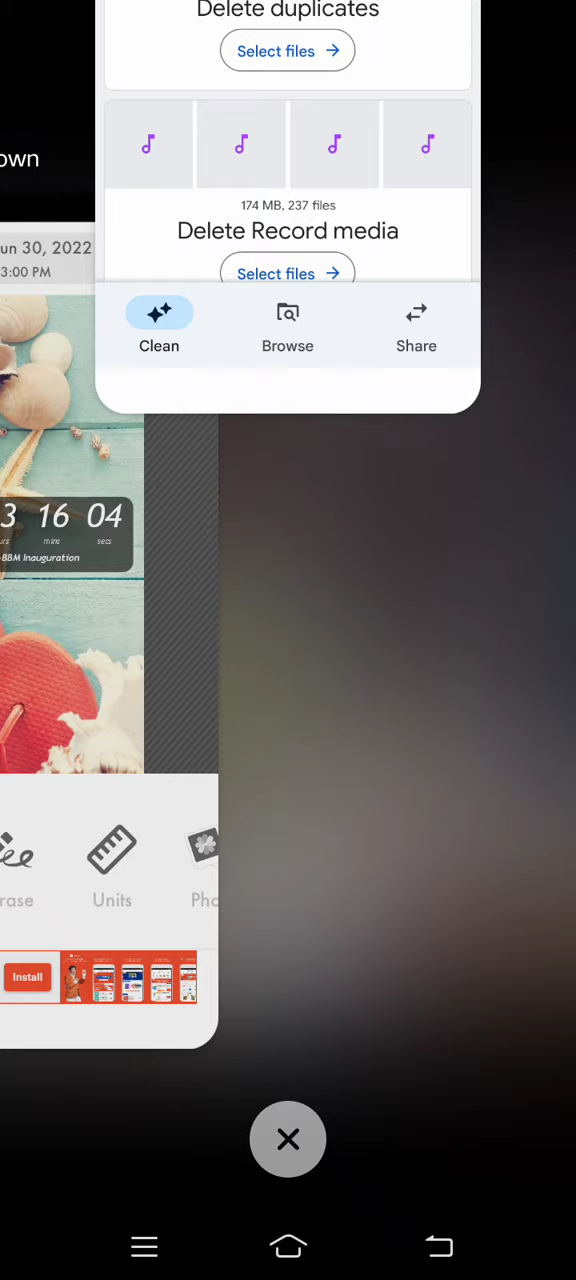 Delete duplicates
Select files
own
174 MB, 237 files
Delete Record media
Select files
un 30, 2022
3:00 PM
Clean
Browse
Share
3 16 04
urs mins secs
-BBM Inauguration
rase
Units
Pho
Install